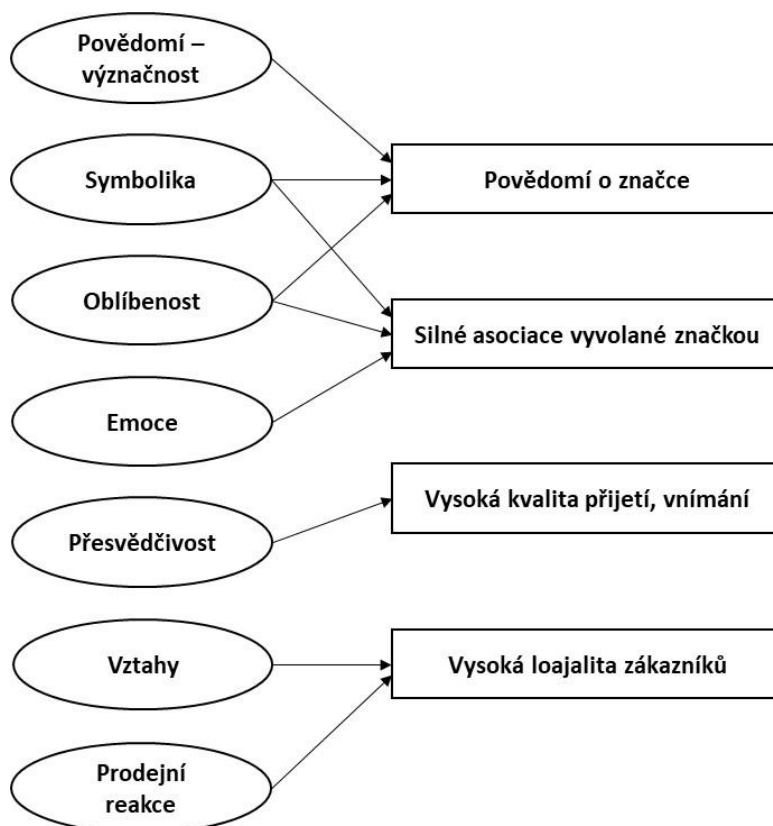 Povědomí –
význačnost
Symbolika
Povědomí o značce
Oblíbenost
Silné asociace vyvolané značkou
Emoce
Vysoká kvalita přijetí, vnímání
Přesvědčivost
Vztahy
Vysoká loajalita zákazníků
Prodejní
reakce